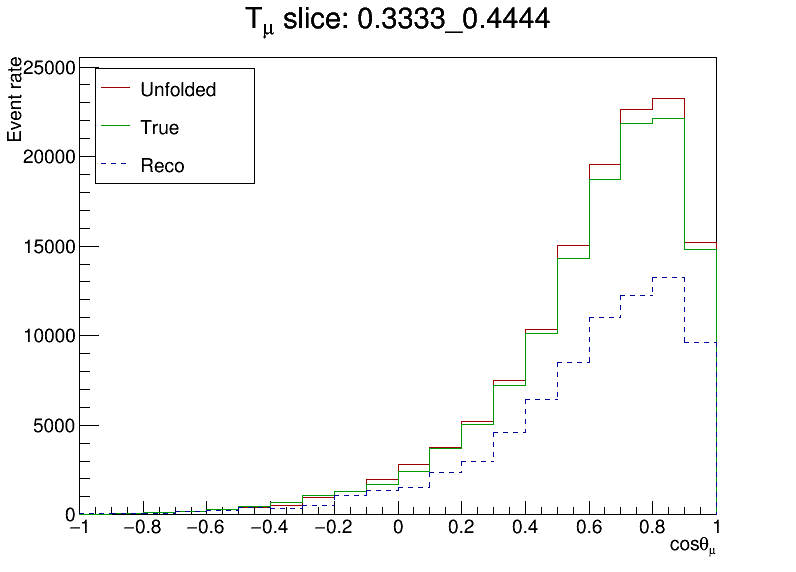 Tμ slice: 0.3333_0.4444
Event rate
Unfolded
True
Reco
25000
20000
15000
10000
5000
0
−1 −0.8 −0.6 −0.4 −0.2 0 0.2 0.4 0.6 0.8 1
cosθμ